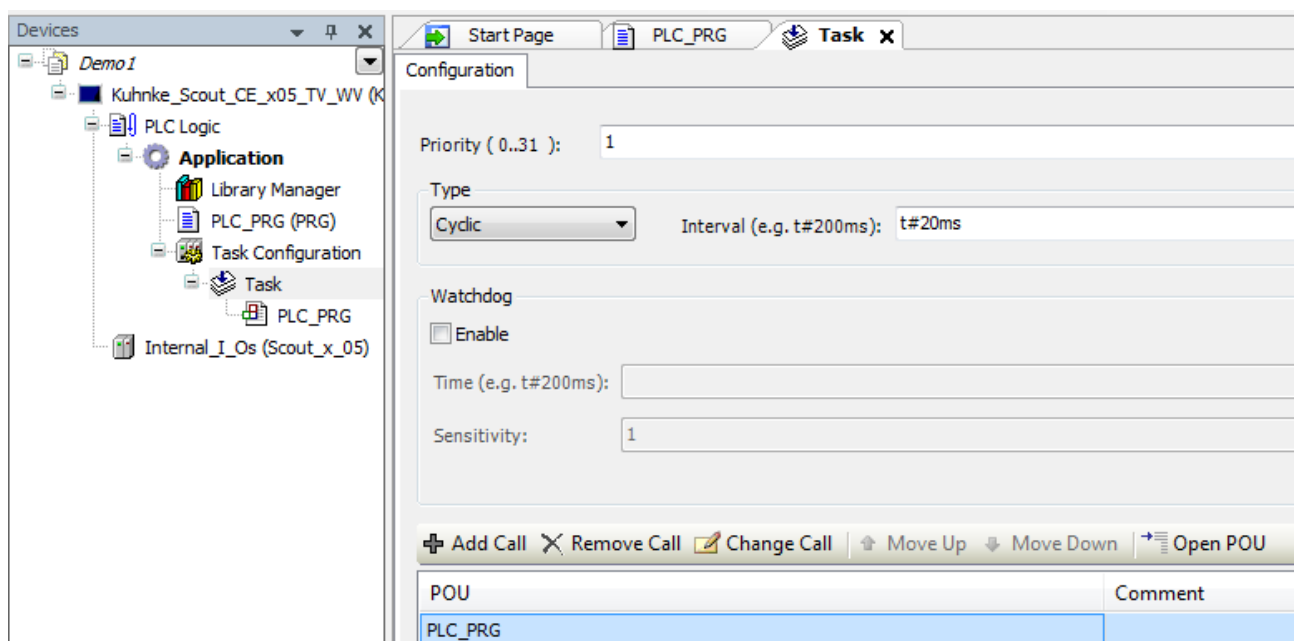 Devices
Demo1
Kuhnke_Scout_CE_x05_TV_WV (K
PLC Logic
Application
Library Manager
PLC_PRG (PRG)
Task Configuration
Task
PLC_PRG
Internal_I_Os (Scout_x_05)
Start Page PLC_PRG Task
Configuration
Priority ( 0..31 ): 1
Type
Cyclic Interval (e.g. t#200ms): t#20ms
Watchdog
Enable
Time (e.g. t#200ms):
Sensitivity: 1
Add Call Remove Call Change Call Move Up Move Down Open POU
POU Comment
PLC_PRG